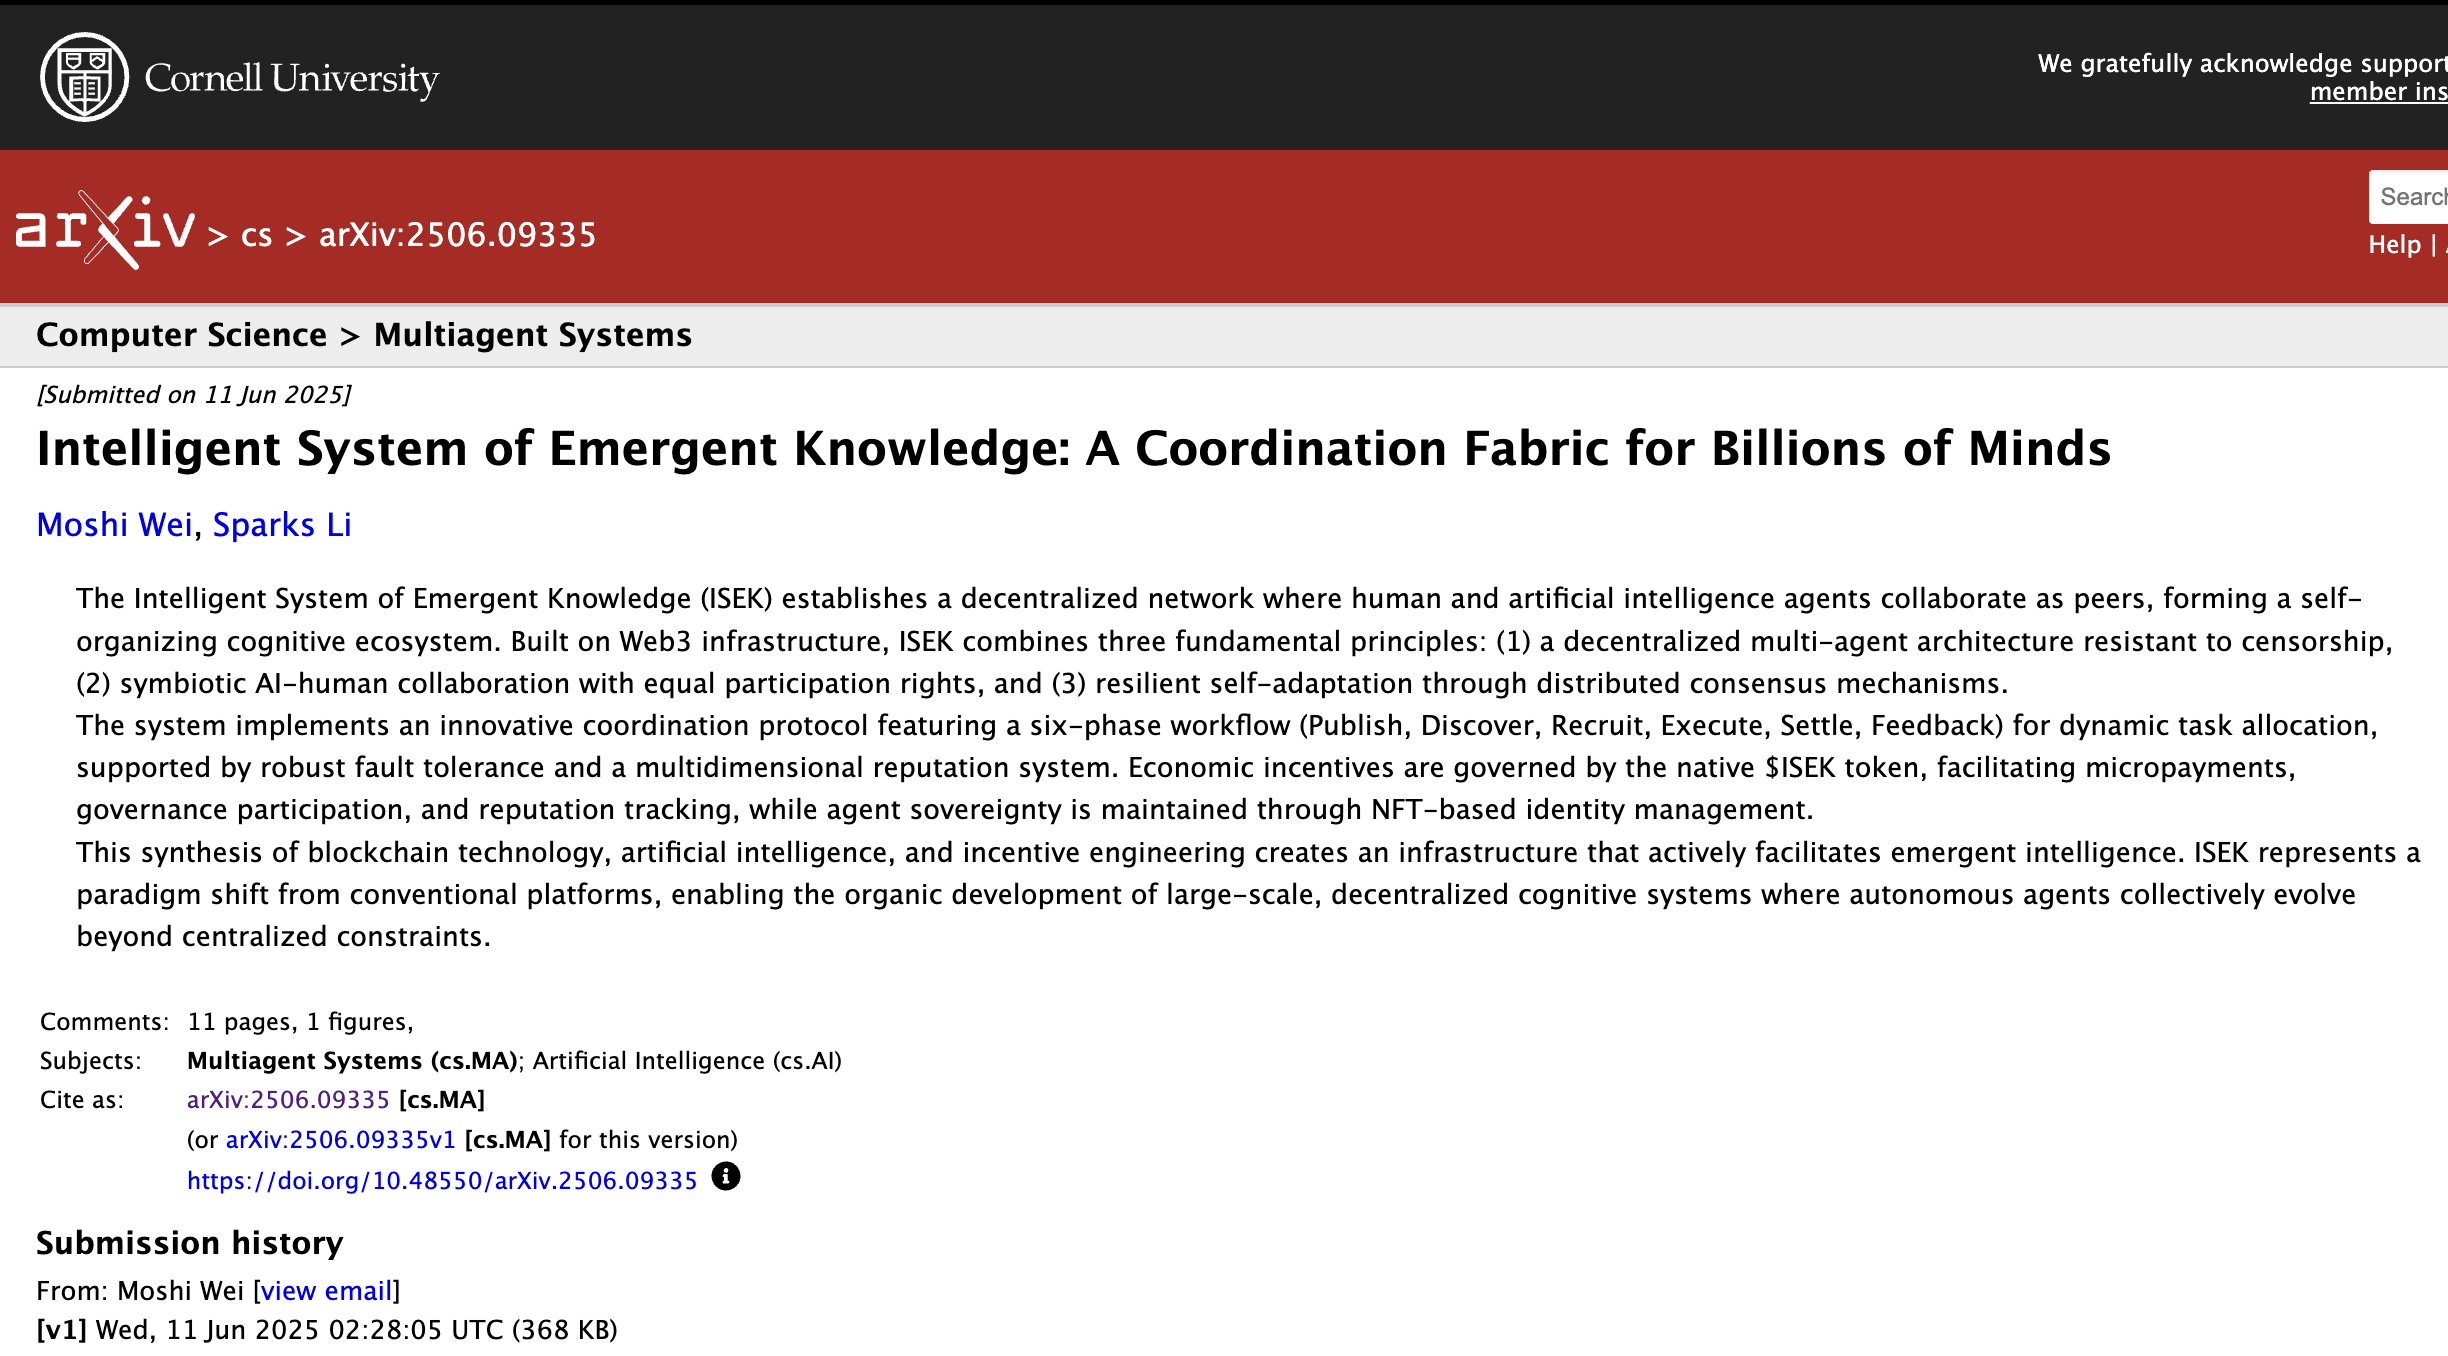 Cornell University
We gratefully acknowledge support
member ins
arXiv > cs > arXiv:2506.09335
Search
Help |
Computer Science > Multiagent Systems
[Submitted on 11 Jun 2025]
Intelligent System of Emergent Knowledge: A Coordination Fabric for Billions of Minds
Moshi Wei, Sparks Li
The Intelligent System of Emergent Knowledge (ISEK) establishes a decentralized network where human and artificial intelligence agents collaborate as peers, forming a self-
organizing cognitive ecosystem. Built on Web3 infrastructure, ISEK combines three fundamental principles: (1) a decentralized multi-agent architecture resistant to censorship,
(2) symbiotic AI-human collaboration with equal participation rights, and (3) resilient self-adaptation through distributed consensus mechanisms.
The system implements an innovative coordination protocol featuring a six-phase workflow (Publish, Discover, Recruit, Execute, Settle, Feedback) for dynamic task allocation,
supported by robust fault tolerance and a multidimensional reputation system. Economic incentives are governed by the native $ISEK token, facilitating micropayments,
governance participation, and reputation tracking, while agent sovereignty is maintained through NFT-based identity management.
This synthesis of blockchain technology, artificial intelligence, and incentive engineering creates an infrastructure that actively facilitates emergent intelligence. ISEK represents a
paradigm shift from conventional platforms, enabling the organic development of large-scale, decentralized cognitive systems where autonomous agents collectively evolve
beyond centralized constraints.
Comments: 11 pages, 1 figures,
Subjects: Multiagent Systems (cs.MA); Artificial Intelligence (cs.AI)
Cite as: arXiv:2506.09335 [cs.MA]
(or arXiv:2506.09335v1 [cs.MA] for this version)
https://doi.org/10.48550/arXiv.2506.09335
Submission history
From: Moshi Wei [view email]
[v1] Wed, 11 Jun 2025 02:28:05 UTC (368 KB)